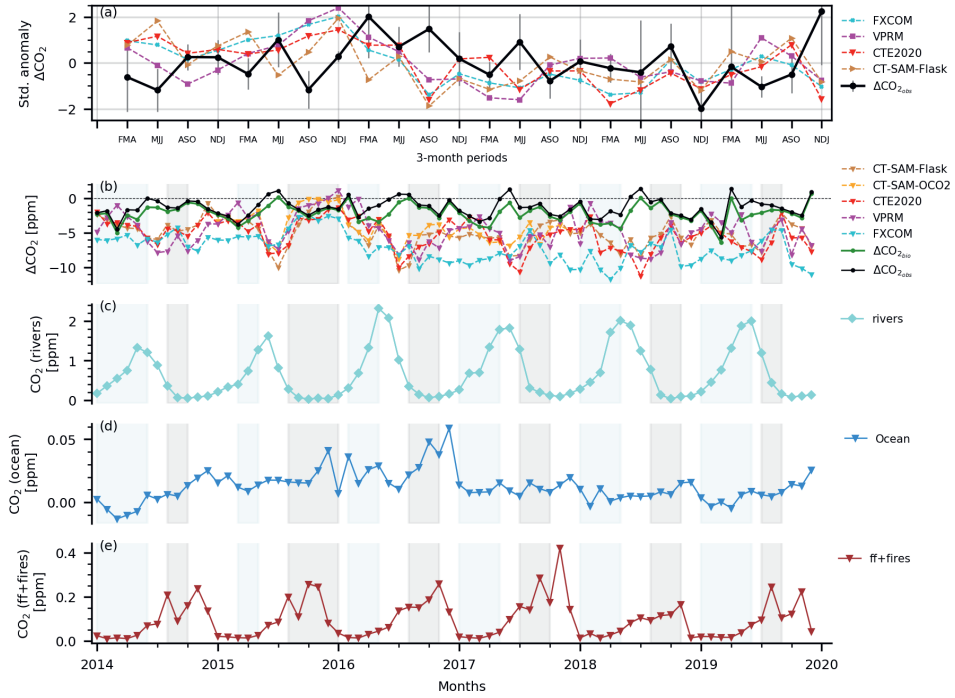 (a)
Std. anomaly
ΔCO2
2
0
−2
FMA MJJ ASO NDJ FMA MJJ ASO NDJ FMA MJJ ASO NDJ FMA MJJ ASO NDJ FMA MJJ ASO NDJ FMA MJJ ASO NDJ
3-month periods
FXCOM
VPRM
CTE2020
CT-SAM-Flask
ΔCO2obs
(b)
ΔCO2 [ppm]
0
−5
−10
CT-SAM-Flask
CT-SAM-OCO2
CTE2020
VPRM
FXCOM
ΔCO2bio
ΔCO2obs
(c)
CO2 (rivers)
[ppm]
2
1
0
rivers
(d)
CO2 (ocean)
[ppm]
0.05
0.00
Ocean
(e)
CO2 (ff+fires)
[ppm]
0.4
0.2
0.0
ff+fires
2014 2015 2016 2017 2018 2019 2020
Months